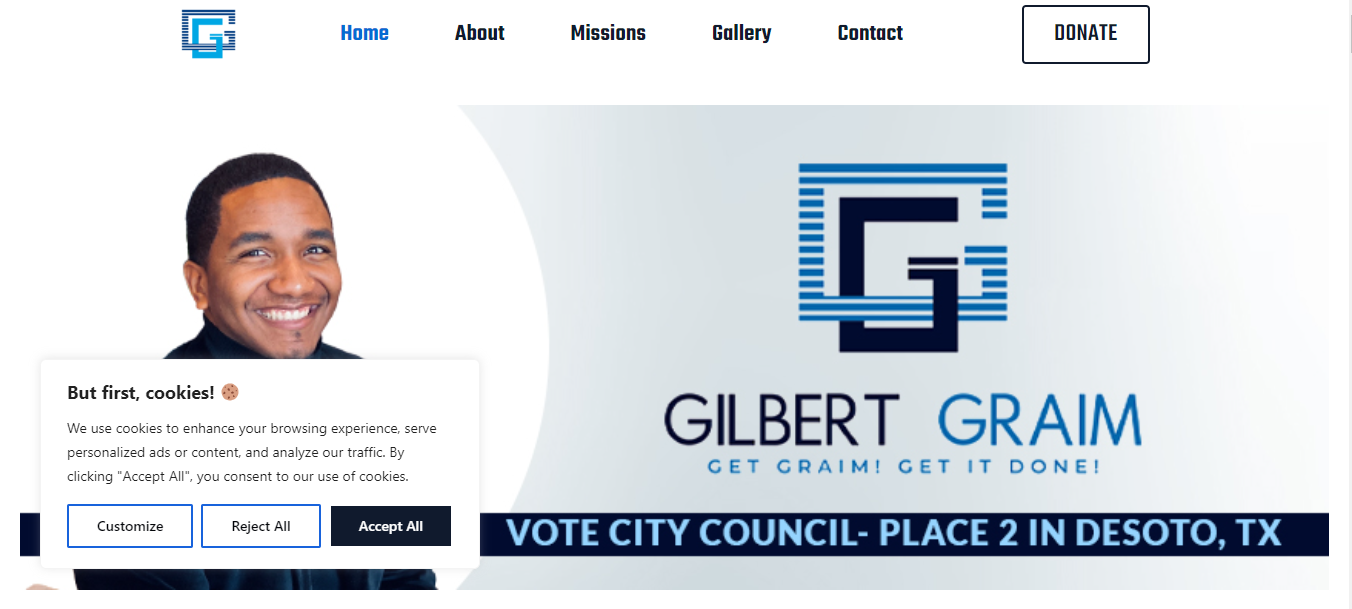 Home About Missions Gallery Contact DONATE
GILBERT GRAIM
GET GRAIM! GET IT DONE!
VOTE CITY COUNCIL- PLACE 2 IN DESOTO, TX
But first, cookies! 🍪
We use cookies to enhance your browsing experience, serve
personalized ads or content, and analyze our traffic. By
clicking "Accept All", you consent to our use of cookies.
Customize Reject All Accept All